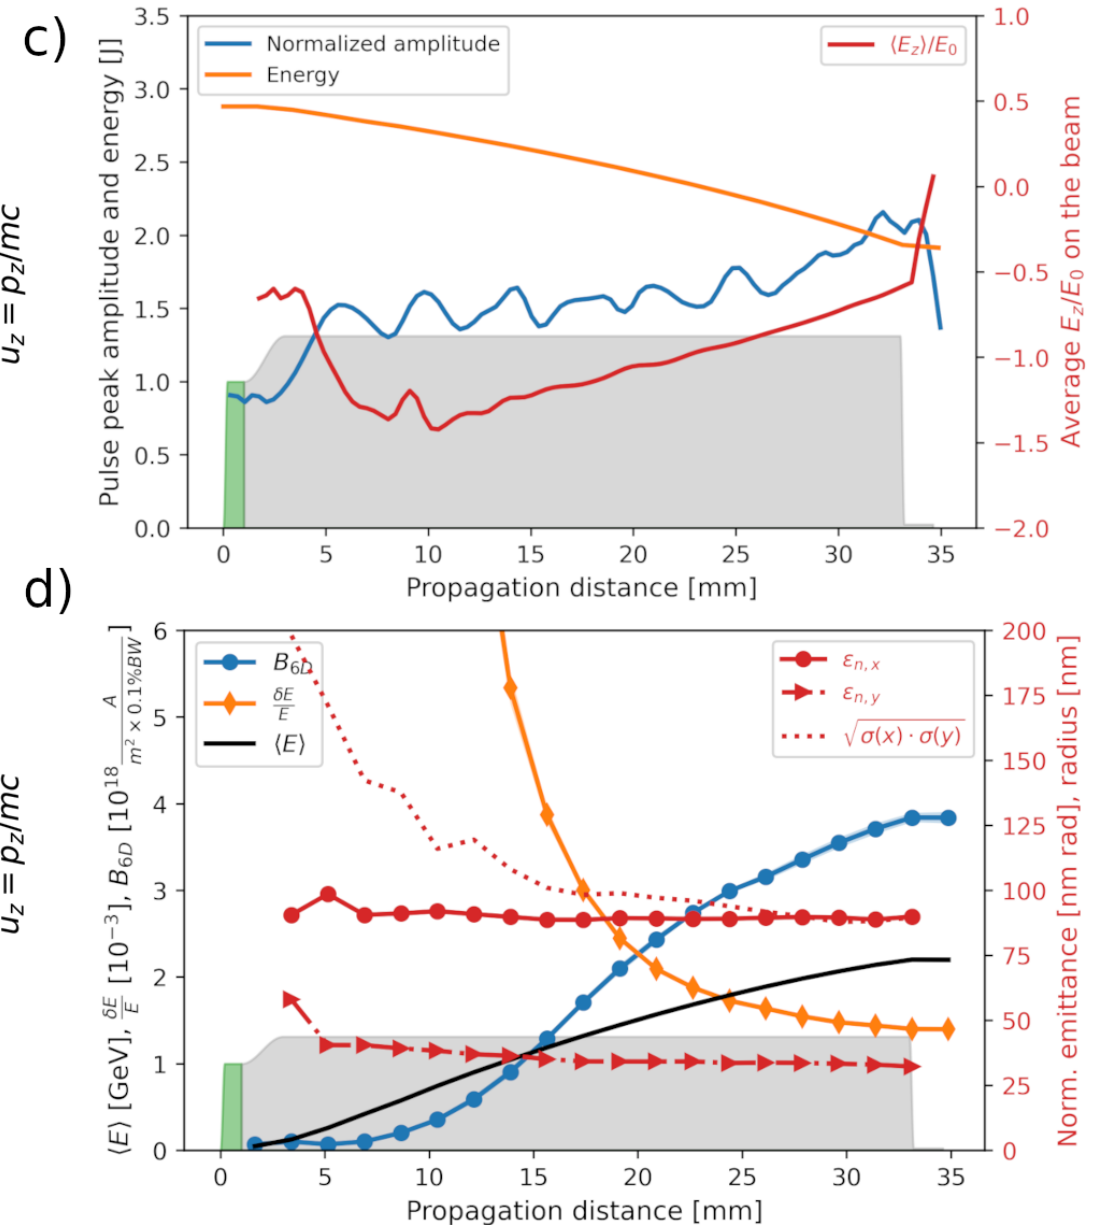 c)
u_z = p_z/mc
Pulse peak amplitude and energy [J]
3.5
3.0
2.5
2.0
1.5
1.0
0.5
0.0
Normalized amplitude
Energy
⟨E_z⟩/E_0
1.0
0.5
0.0
−0.5
−1.0
−1.5
−2.0
Average E_z/E_0 on the beam
0 5 10 15 20 25 30 35
Propagation distance [mm]
d)
u_z = p_z/mc
⟨E⟩ [GeV], δE/E [10^−3], B_6D [10^18 A/(m^2 × 0.1%BW)]
6
5
4
3
2
1
0
B_6D
δE/E
⟨E⟩
ε_n,x
ε_n,y
√σ(x) · σ(y)
200
175
150
125
100
75
50
25
0
Norm. emittance [nm rad], radius [nm]
0 5 10 15 20 25 30 35
Propagation distance [mm]